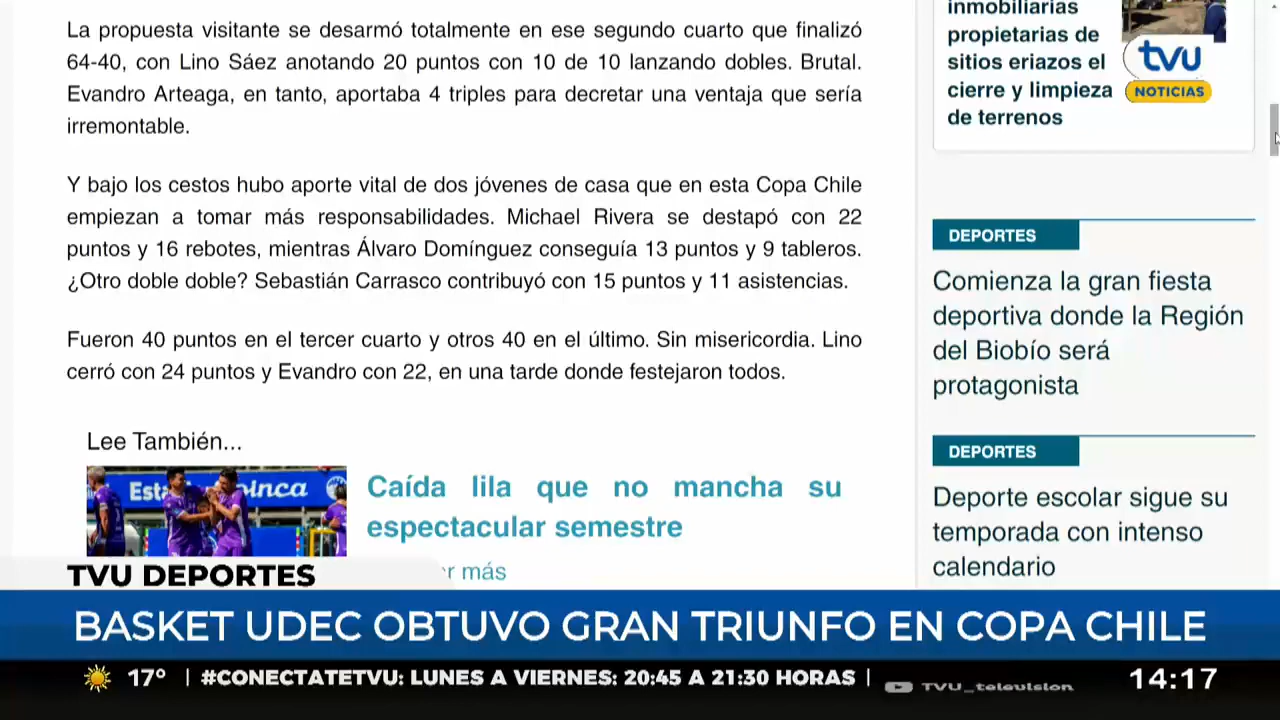 La propuesta visitante se desarmó totalmente en ese segundo cuarto que finalizó
64-40, con Lino Sáez anotando 20 puntos con 10 de 10 lanzando dobles. Brutal.
Evandro Arteaga, en tanto, aportaba 4 triples para decretar una ventaja que sería
irremontable.
Y bajo los cestos hubo aporte vital de dos jóvenes de casa que en esta Copa Chile
empiezan a tomar más responsabilidades. Michael Rivera se destapó con 22
puntos y 16 rebotes, mientras Álvaro Domínguez conseguía 13 puntos y 9 tableros.
¿Otro doble doble? Sebastián Carrasco contribuyó con 15 puntos y 11 asistencias.
Fueron 40 puntos en el tercer cuarto y otros 40 en el último. Sin misericordia. Lino
cerró con 24 puntos y Evandro con 22, en una tarde donde festejaron todos.
Lee También...
Caída lila que no mancha su
espectacular semestre
más
inmobiliarias
propietarias de
sitios eriazos el
cierre y limpieza
de terrenos
tvu
NOTICIAS
DEPORTES
Comienza la gran fiesta
deportiva donde la Región
del Biobío será
protagonista
DEPORTES
Deporte escolar sigue su
temporada con intenso
calendario
TVU DEPORTES
BASKET UDEC OBTUVO GRAN TRIUNFO EN COPA CHILE
17° | #CONECTATETVU: LUNES A VIERNES: 20:45 A 21:30 HORAS | TVU_television
14:17